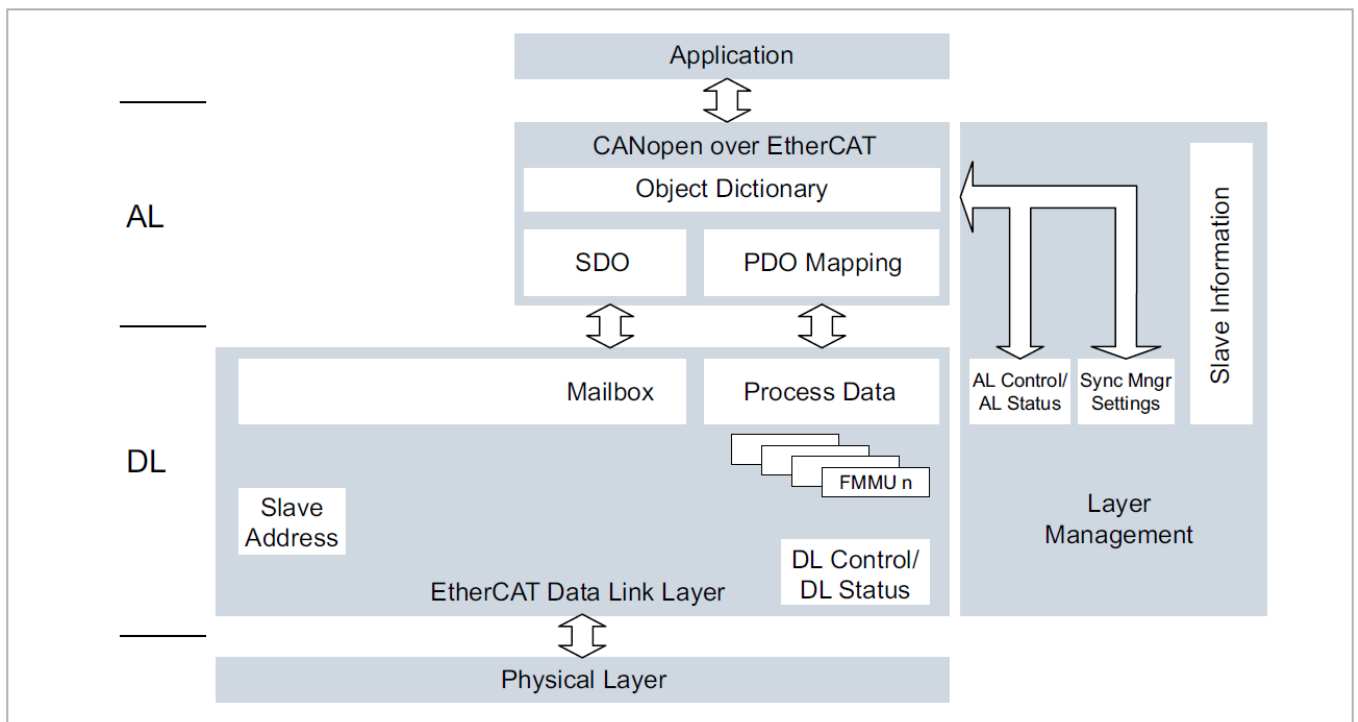 Application
AL
CANopen over EtherCAT
Object Dictionary
SDO
PDO Mapping
Slave Information
DL
Mailbox
Process Data
AL Control/
AL Status
Sync Mngr
Settings
FMMU n
Slave
Address
Layer
Management
DL Control/
DL Status
EtherCAT Data Link Layer
Physical Layer